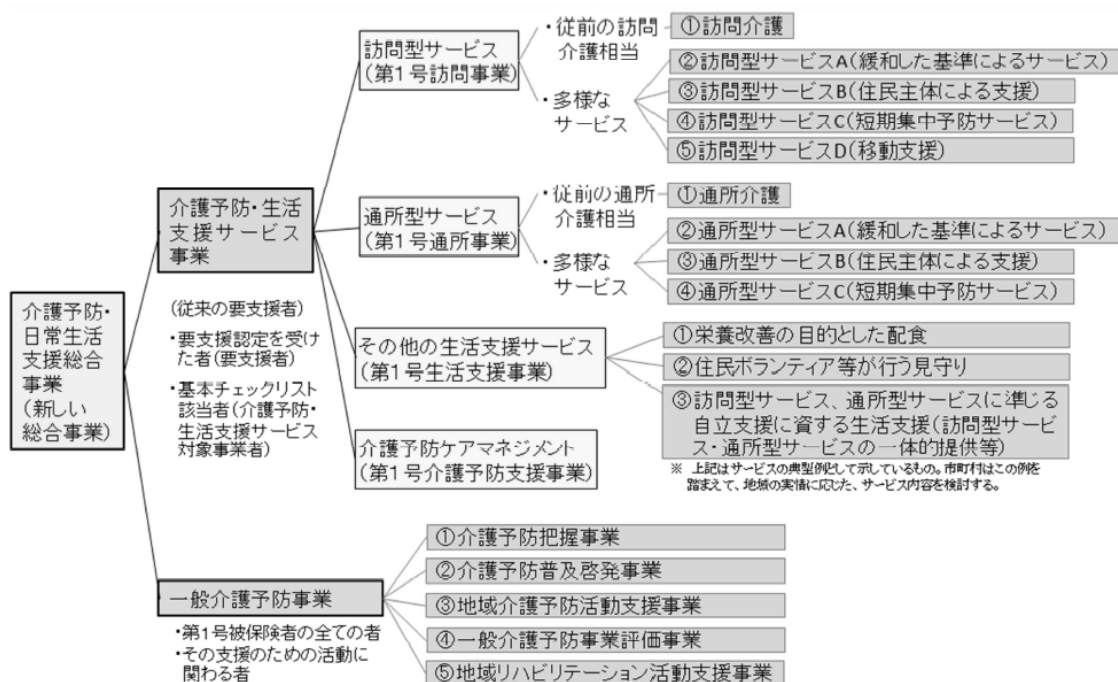 介護予防・
日常生活
支援総合
事業
(新しい
総合事業)
介護予防・生活
支援サービス
事業
(従来の要支援者)
・要支援認定を受け
た者(要支援者)
・基本チェックリスト
該当者(介護予防・
生活支援サービス
対象事業者)
訪問型サービス
(第1号訪問事業)
・従前の訪問
介護相当
①訪問介護
・多様な
サービス
②訪問型サービスA(緩和した基準によるサービス)
③訪問型サービスB(住民主体による支援)
④訪問型サービスC(短期集中予防サービス)
⑤訪問型サービスD(移動支援)
通所型サービス
(第1号通所事業)
・従前の通所
介護相当
①通所介護
・多様な
サービス
②通所型サービスA(緩和した基準によるサービス)
③通所型サービスB(住民主体による支援)
④通所型サービスC(短期集中予防サービス)
その他の生活支援サービス
(第1号生活支援事業)
①栄養改善の目的とした配食
②住民ボランティア等が行う見守り
③訪問型サービス、通所型サービスに準じる
自立支援に資する生活支援(訪問型サービ
ス・通所型サービスの一体的提供等)
※ 上記はサービスの典型例として示しているもの。市町村はこの例を
踏まえて、地域の実情に応じた、サービス内容を検討する。
介護予防ケアマネジメント
(第1号介護予防支援事業)
一般介護予防事業
・第1号被保険者の全ての者
・その支援のための活動に
関わる者
①介護予防把握事業
②介護予防普及啓発事業
③地域介護予防活動支援事業
④一般介護予防事業評価事業
⑤地域リハビリテーション活動支援事業